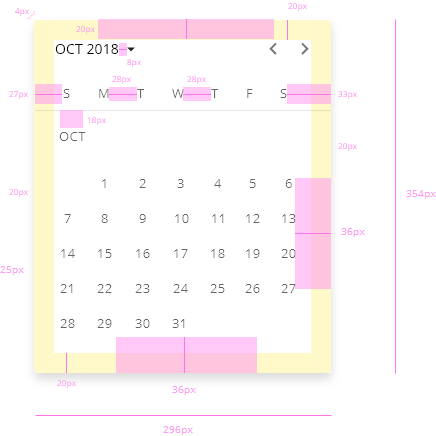 4px
20px
20px
OCT 2018
8px
28px 28px
27px S M T W T F S 33px
18px
OCT
20px
1 2 3 4 5 6
20px
354px
7 8 9 10 11 12 13
36px
14 15 16 17 18 19 20
25px
21 22 23 24 25 26 27
28 29 30 31
20px
36px
296px